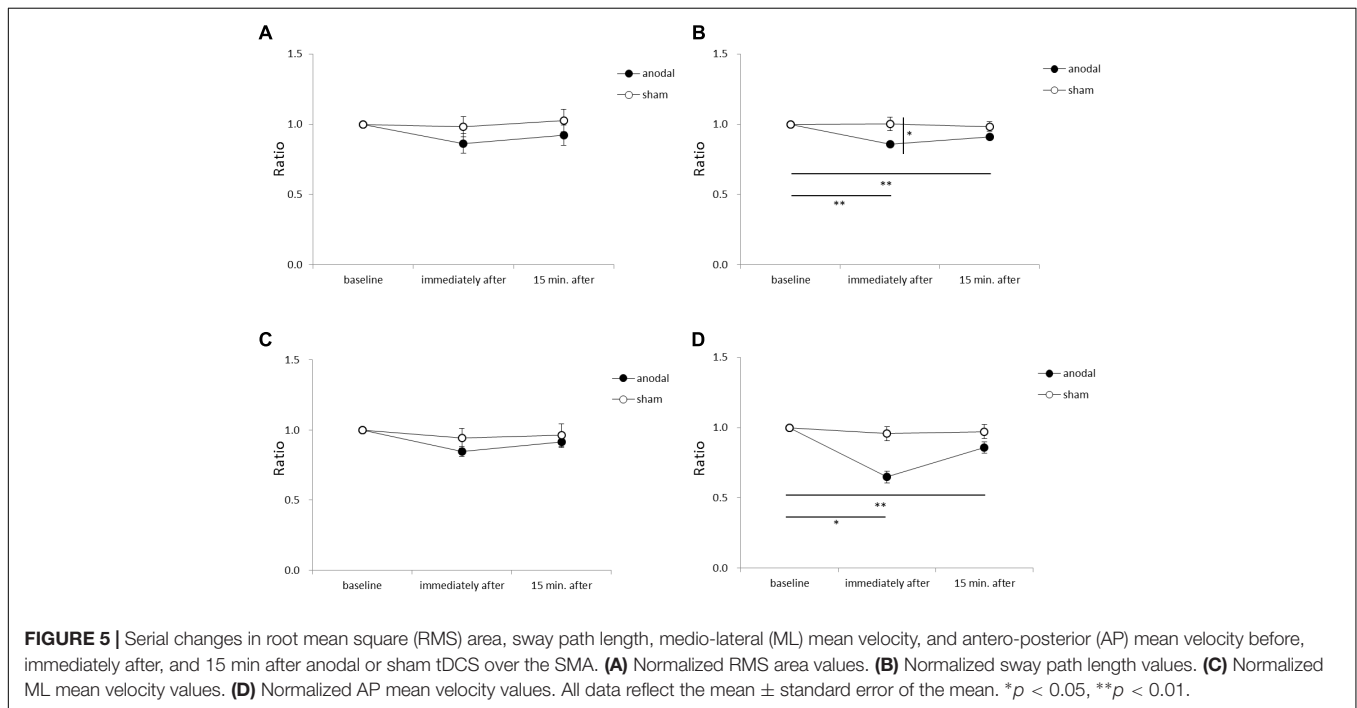 A
1.5
1.0
0.5
0.0
Ratio
baseline immediately after 15 min. after
anodal
sham
B
1.5
1.0
0.5
0.0
Ratio
*
**
**
baseline immediately after 15 min. after
anodal
sham
C
1.5
1.0
0.5
0.0
Ratio
baseline immediately after 15 min. after
anodal
sham
D
1.5
1.0
0.5
0.0
Ratio
**
*
baseline immediately after 15 min. after
anodal
sham
FIGURE 5 | Serial changes in root mean square (RMS) area, sway path length, medio-lateral (ML) mean velocity, and antero-posterior (AP) mean velocity before,
immediately after, and 15 min after anodal or sham tDCS over the SMA. (A) Normalized RMS area values. (B) Normalized sway path length values. (C) Normalized
ML mean velocity values. (D) Normalized AP mean velocity values. All data reflect the mean ± standard error of the mean. *p < 0.05, **p < 0.01.